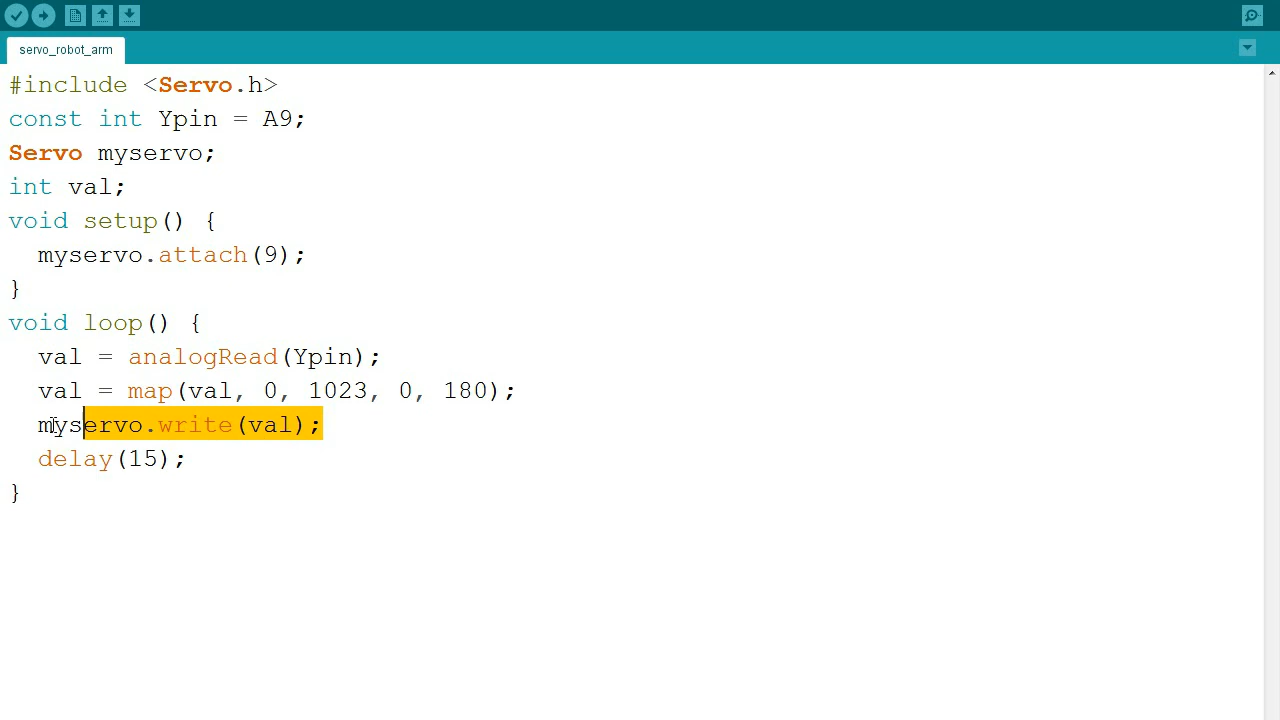 servo_robot_arm
#include <Servo.h>
const int Ypin = A9;
Servo myservo;
int val;
void setup() {
  myservo.attach(9);
}
void loop() {
  val = analogRead(Ypin);
  val = map(val, 0, 1023, 0, 180);
  myservo.write(val);
  delay(15);
}